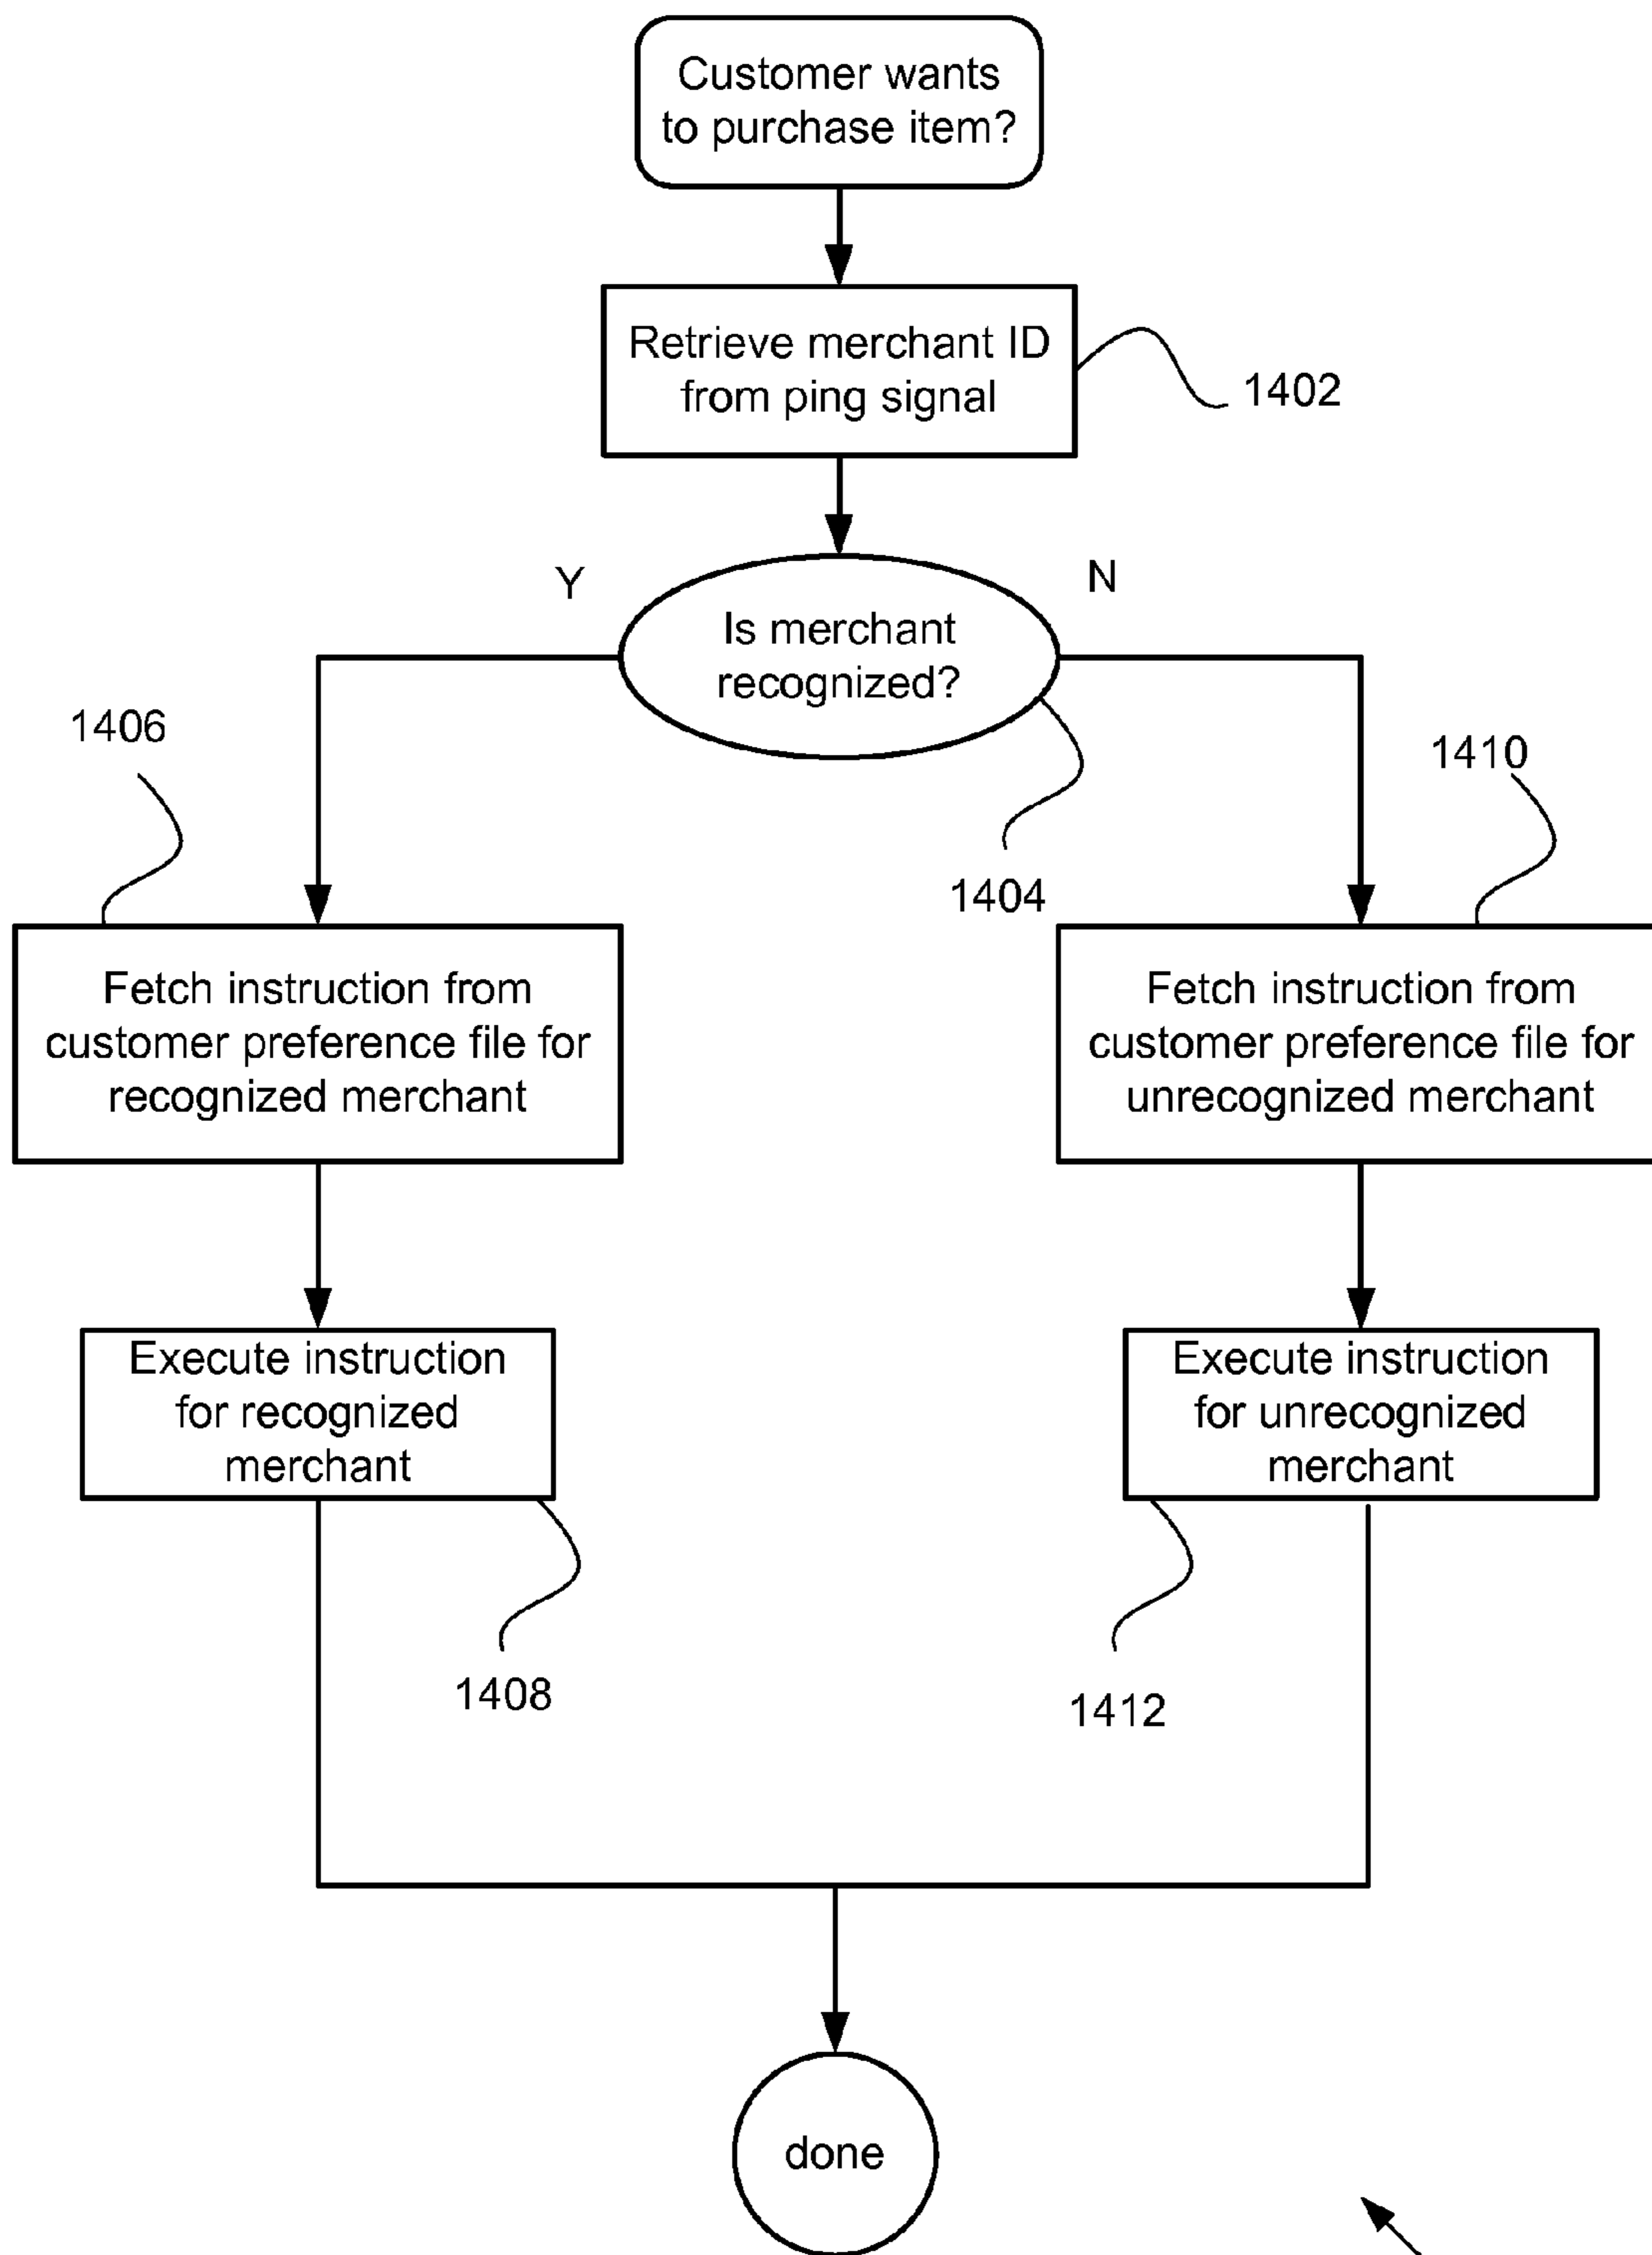 Customer wants
to purchase item?
Retrieve merchant ID
from ping signal
1402
Y
N
Is merchant
recognized?
1404
1406
1410
Fetch instruction from
customer preference file for
recognized merchant
Fetch instruction from
customer preference file for
unrecognized merchant
Execute instruction
for recognized
merchant
Execute instruction
for unrecognized
merchant
1408
1412
done